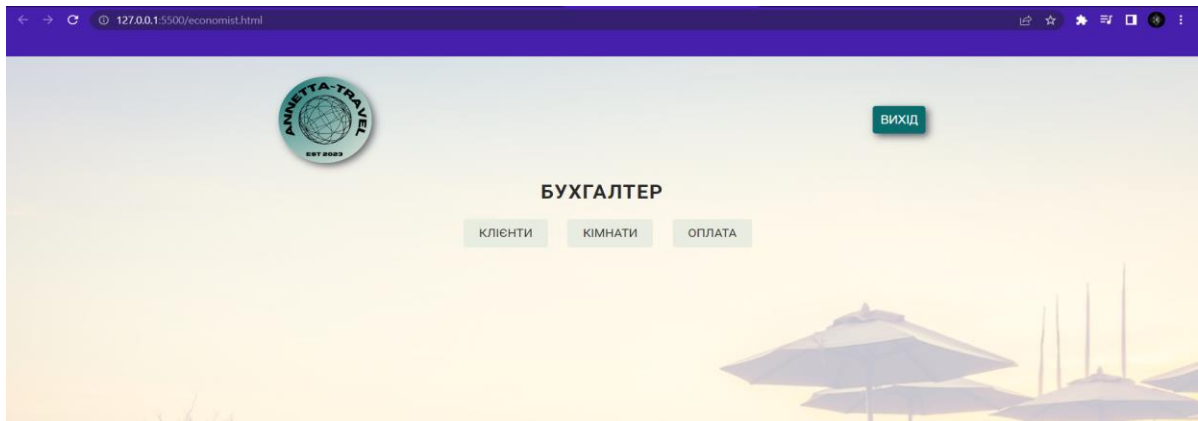 127.0.0.1:5500/economist.html
ANNETTA-TRAVEL
EST 2023
ВИХІД
БУХГАЛТЕР
КЛІЄНТИ КІМНАТИ ОПЛАТА